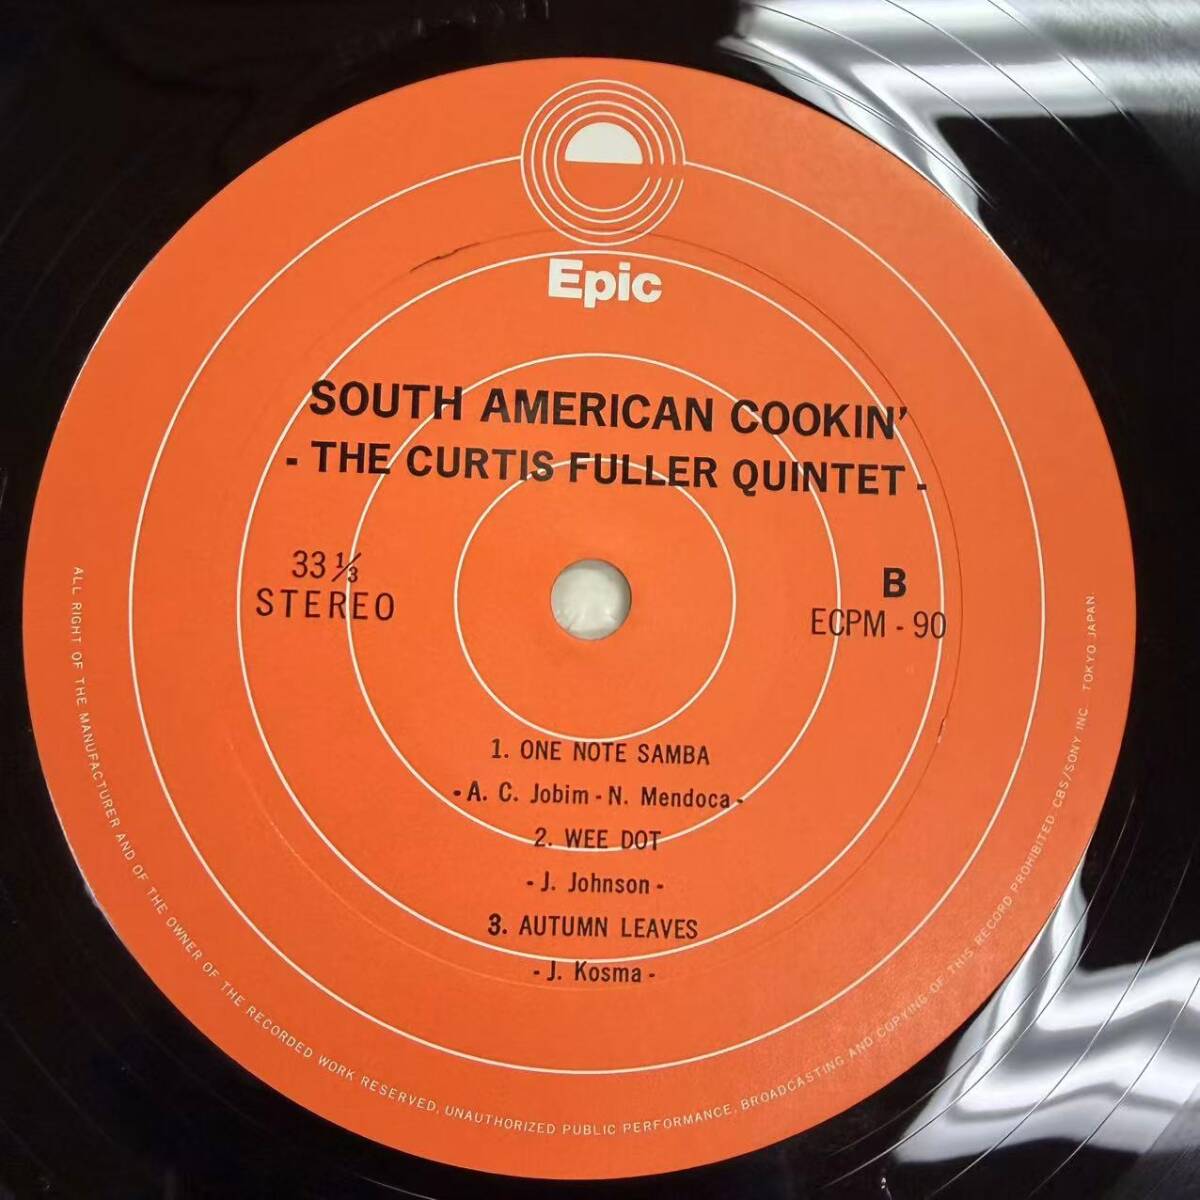 Epic
SOUTH AMERICAN COOKIN'
- THE CURTIS FULLER QUINTET -
33 1/3
STEREO
B
ECPM - 90
1. ONE NOTE SAMBA
- A. C. Jobim - N. Mendoca -
2. WEE DOT
- J. Johnson -
3. AUTUMN LEAVES
- J. Kosma -
ALL RIGHT OF THE MANUFACTURER AND OF THE OWNER OF THE RECORDED WORK RESERVED, UNAUTHORIZED PUBLIC PERFORMANCE, BROADCASTING AND COPYING OF THIS RECORD PROHIBITED CBS/SONY INC. TOKYO JAPAN